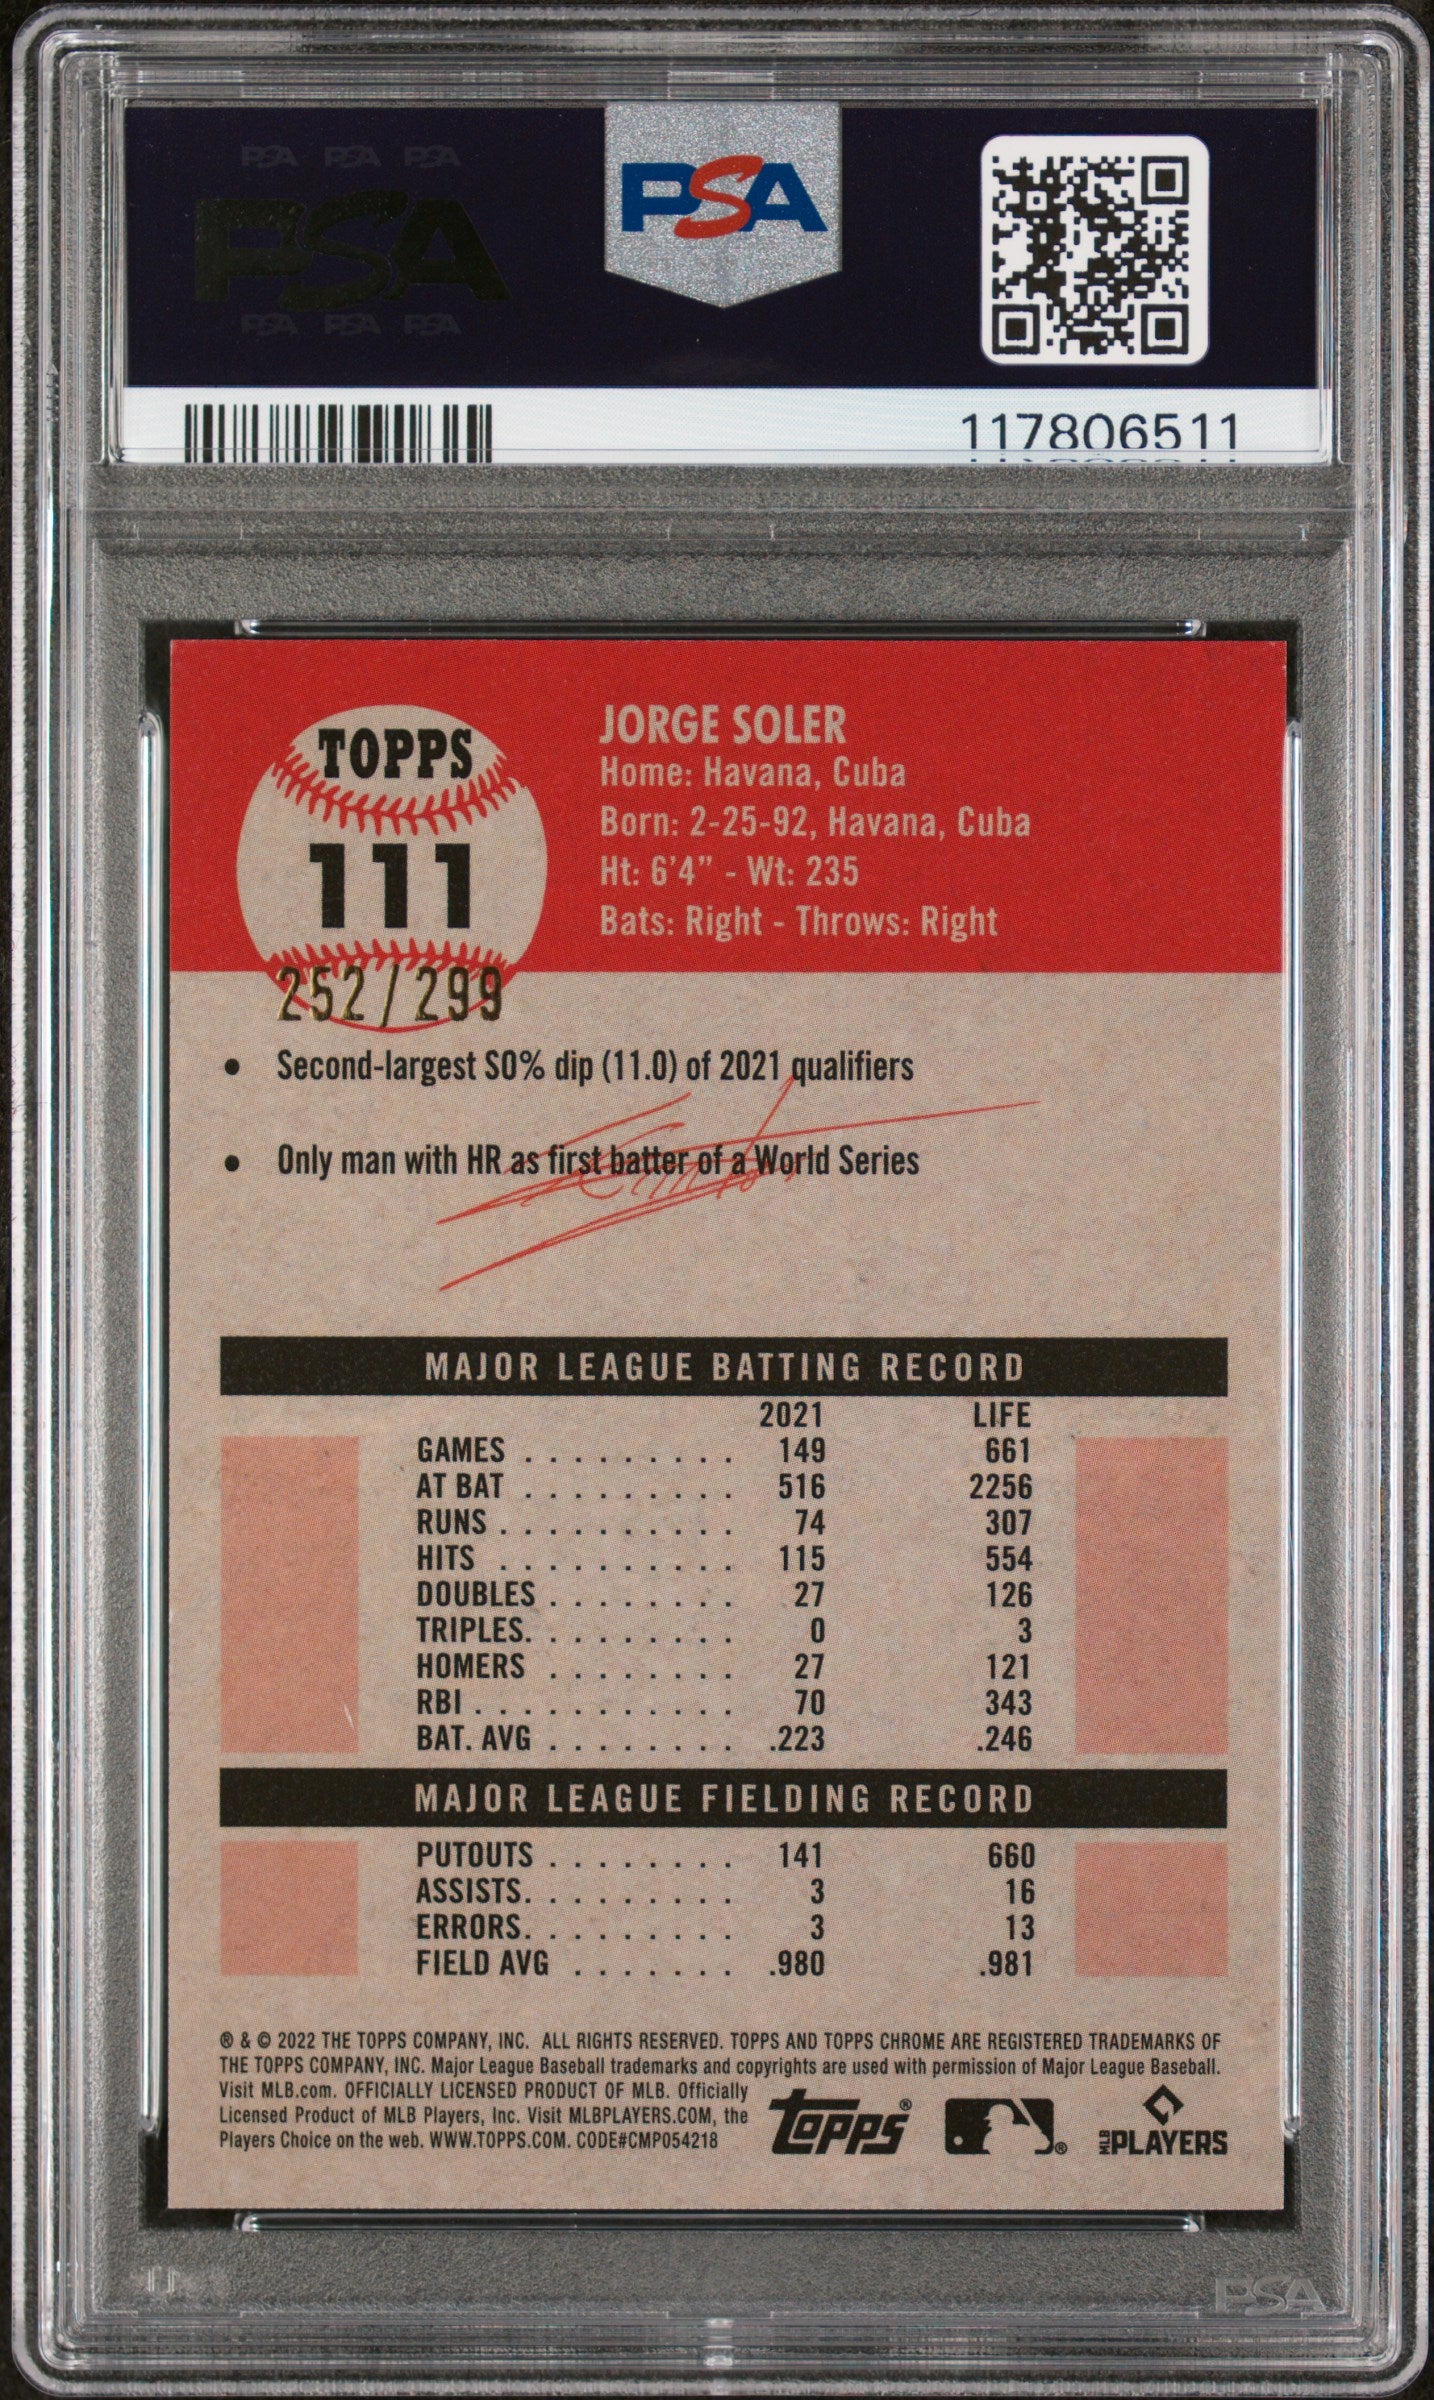 PSA PSA PSA
PSA
PSA PSA PSA
PSA
117806511
TOPPS
111
252/299
JORGE SOLER
Home: Havana, Cuba
Born: 2-25-92, Havana, Cuba
Ht: 6'4" - Wt: 235
Bats: Right - Throws: Right
• Second-largest SO% dip (11.0) of 2021 qualifiers
• Only man with HR as first batter of a World Series
MAJOR LEAGUE BATTING RECORD
2021 LIFE
GAMES . . . . . . . . . 149 661
AT BAT . . . . . . . . . 516 2256
RUNS . . . . . . . . . . 74 307
HITS . . . . . . . . . . 115 554
DOUBLES . . . . . . . . 27 126
TRIPLES. . . . . . . . . 0 3
HOMERS . . . . . . . . 27 121
RBI . . . . . . . . . . . 70 343
BAT. AVG . . . . . . . . .223 .246
MAJOR LEAGUE FIELDING RECORD
PUTOUTS . . . . . . . . 141 660
ASSISTS. . . . . . . . . 3 16
ERRORS. . . . . . . . . 3 13
FIELD AVG . . . . . . . .980 .981
® & © 2022 THE TOPPS COMPANY, INC. ALL RIGHTS RESERVED. TOPPS AND TOPPS CHROME ARE REGISTERED TRADEMARKS OF
THE TOPPS COMPANY, INC. Major League Baseball trademarks and copyrights are used with permission of Major League Baseball.
Visit MLB.com. OFFICIALLY LICENSED PRODUCT OF MLB. Officially
Licensed Product of MLB Players, Inc. Visit MLBPLAYERS.COM, the
Players Choice on the web. WWW.TOPPS.COM. CODE#CMP054218
topps®
®
MLB PLAYERS
PSA